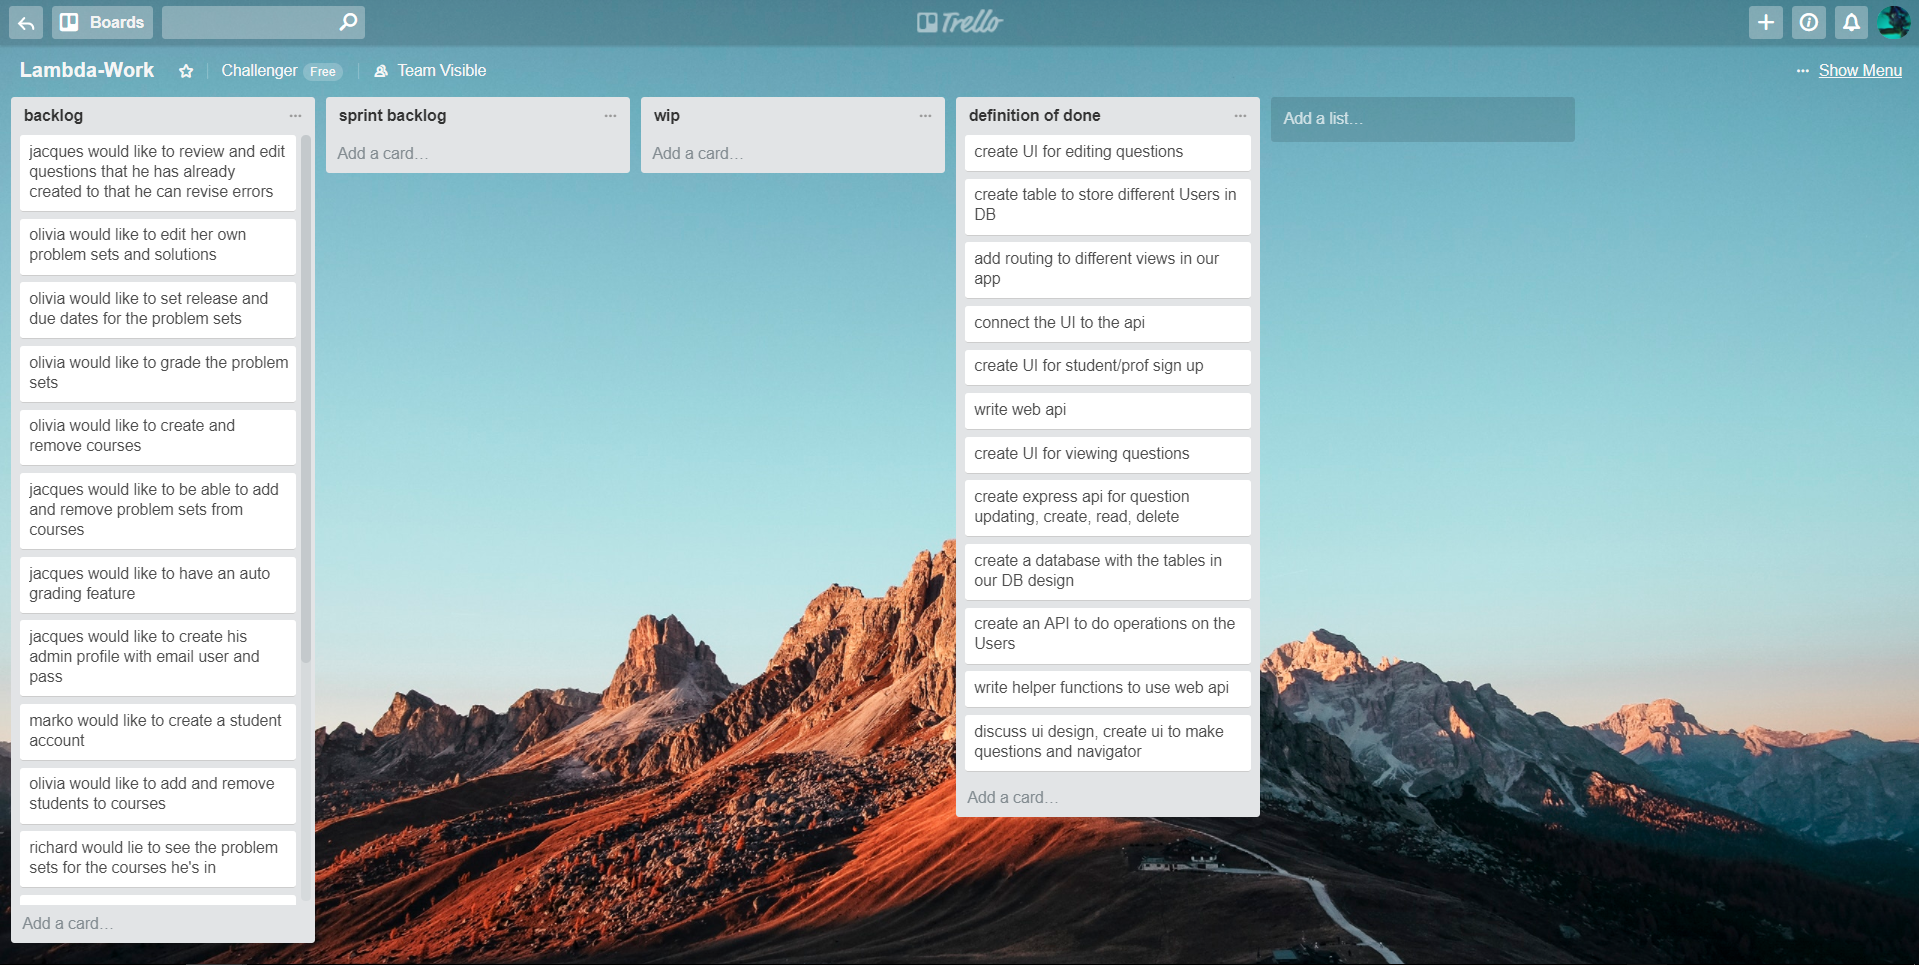 Boards
Trello
Lambda-Work
Challenger Free
Team Visible
... Show Menu
backlog
jacques would like to review and edit
questions that he has already
created to that he can revise errors
olivia would like to edit her own
problem sets and solutions
olivia would like to set release and
due dates for the problem sets
olivia would like to grade the problem
sets
olivia would like to create and
remove courses
jacques would like to be able to add
and remove problem sets from
courses
jacques would like to have an auto
grading feature
jacques would like to create his
admin profile with email user and
pass
marko would like to create a student
account
olivia would like to add and remove
students to courses
richard would lie to see the problem
sets for the courses he's in
Add a card...
sprint backlog
Add a card...
wip
Add a card...
definition of done
create UI for editing questions
create table to store different Users in
DB
add routing to different views in our
app
connect the UI to the api
create UI for student/prof sign up
write web api
create UI for viewing questions
create express api for question
updating, create, read, delete
create a database with the tables in
our DB design
create an API to do operations on the
Users
write helper functions to use web api
discuss ui design, create ui to make
questions and navigator
Add a card...
Add a list...